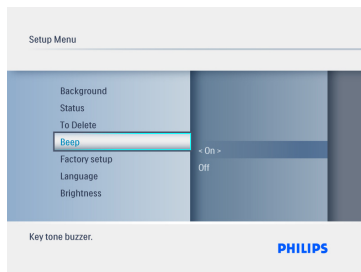 Setup Menu
Background
Status
To Delete
Beep
Factory setup
Language
Brightness
< On >
Off
Key tone buzzer.
PHILIPS